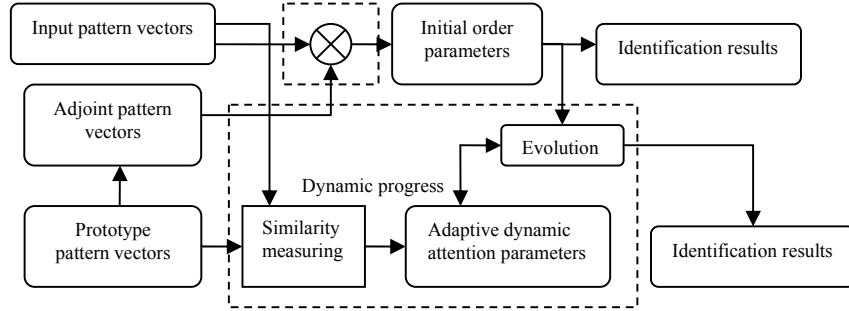 Input pattern vectors
Initial order
parameters
Identification results
Adjoint pattern
vectors
Evolution
Dynamic progress
Prototype
pattern vectors
Similarity
measuring
Adaptive dynamic
attention parameters
Identification results